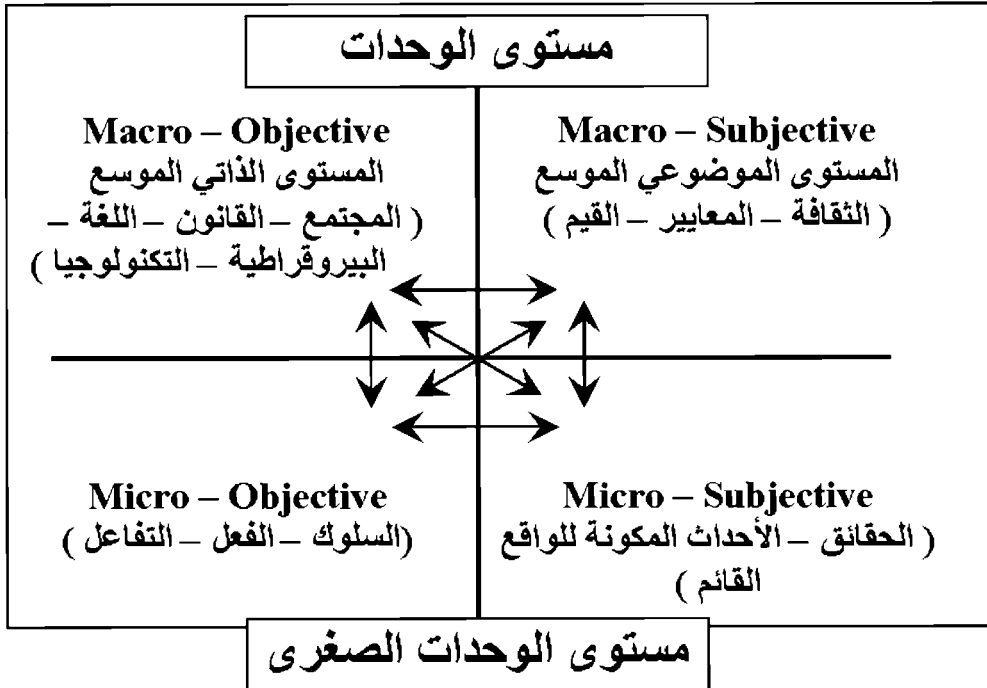 مستوى الوحدات
Macro – Objective
المستوى الذاتي الموسع
( المجتمع – القانون – اللغة –
البيروقراطية – التكنولوجيا )
Macro – Subjective
المستوى الموضوعي الموسع
( الثقافة – المعايير – القيم )
Micro – Objective
(السلوك – الفعل – التفاعل )
Micro – Subjective
( الحقائق – الأحداث المكونة للواقع
القائم )
مستوى الوحدات الصغرى